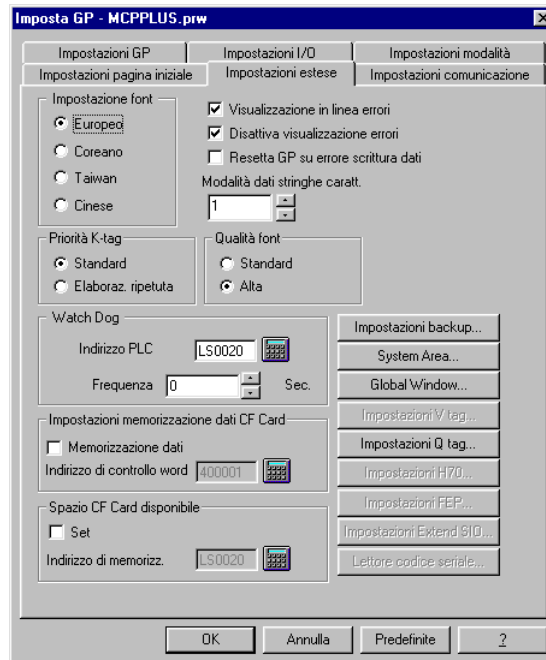 Imposta GP - MCPPLUS.prw
Impostazioni GP
Impostazioni I/O
Impostazioni modalità
Impostazioni pagina iniziale
Impostazioni estese
Impostazioni comunicazione
Impostazione font
Europeo
Coreano
Taiwan
Cinese
Visualizzazione in linea errori
Disattiva visualizzazione errori
Resetta GP su errore scrittura dati
Modalità dati stringhe caratt.
1
Priorità K-tag
Standard
Elaboraz. ripetuta
Qualità font
Standard
Alta
Watch Dog
Indirizzo PLC
LS0020
Frequenza
0
Sec.
Impostazioni memorizzazione dati CF Card
Memorizzazione dati
Indirizzo di controllo word
400001
Spazio CF Card disponibile
Set
Indirizzo di memorizz.
LS0020
Impostazioni backup...
System Area...
Global Window...
Impostazioni V tag...
Impostazioni Q tag...
Impostazioni H70...
Impostazioni FEP...
Impostazioni Extend SIO...
Lettore codice seriale...
OK
Annulla
Predefinite
?